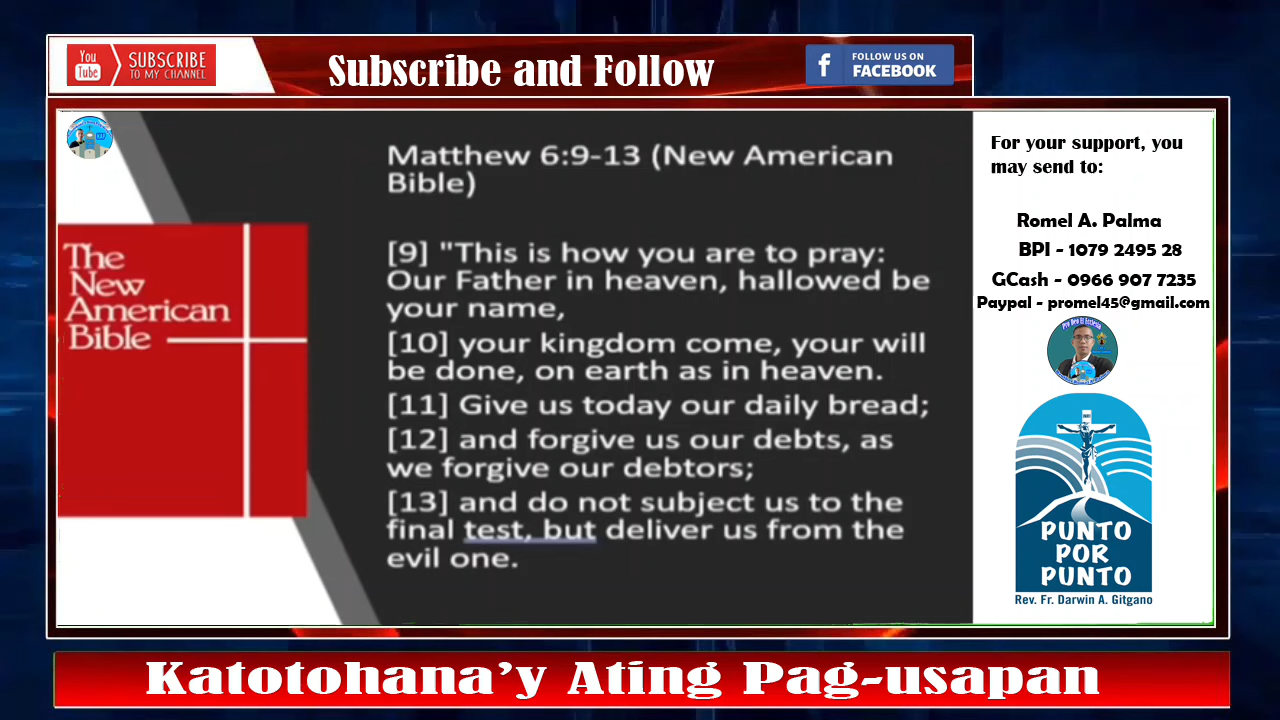 You
Tube
SUBSCRIBE
TO MY CHANNEL
Subscribe and Follow
f
FOLLOW US ON
FACEBOOK
Matthew 6:9-13 (New American
Bible)
[9] "This is how you are to pray:
Our Father in heaven, hallowed be
your name,
[10] your kingdom come, your will
be done, on earth as in heaven.
[11] Give us today our daily bread;
[12] and forgive us our debts, as
we forgive our debtors;
[13] and do not subject us to the
final test, but deliver us from the
evil one.
The
New
American
Bible
For your support, you
may send to:
Romel A. Palma
BPI - 1079 2495 28
GCash - 0966 907 7235
Paypal - promel45@gmail.com
PUNTO
POR
PUNTO
Rev. Fr. Darwin A. Gitgano
Katotohana’y Ating Pag-usapan